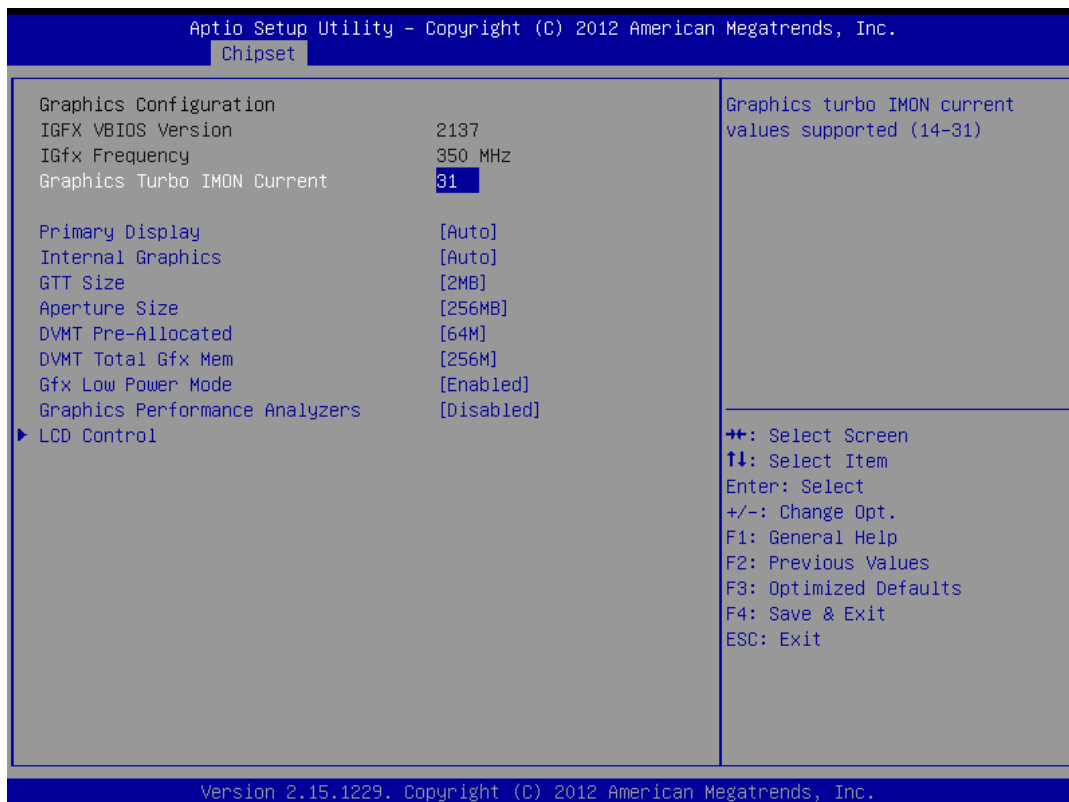 Aptio Setup Utility – Copyright (C) 2012 American Megatrends, Inc.
Chipset
Graphics Configuration
IGFX VBIOS Version 2137
IGfx Frequency 350 MHz
Graphics Turbo IMON Current 31
Primary Display [Auto]
Internal Graphics [Auto]
GTT Size [2MB]
Aperture Size [256MB]
DVMT Pre-Allocated [64M]
DVMT Total Gfx Mem [256M]
Gfx Low Power Mode [Enabled]
Graphics Performance Analyzers [Disabled]
▶ LCD Control
Graphics turbo IMON current
values supported (14-31)
→←: Select Screen
↑↓: Select Item
Enter: Select
+/-: Change Opt.
F1: General Help
F2: Previous Values
F3: Optimized Defaults
F4: Save & Exit
ESC: Exit
Version 2.15.1229. Copyright (C) 2012 American Megatrends, Inc.